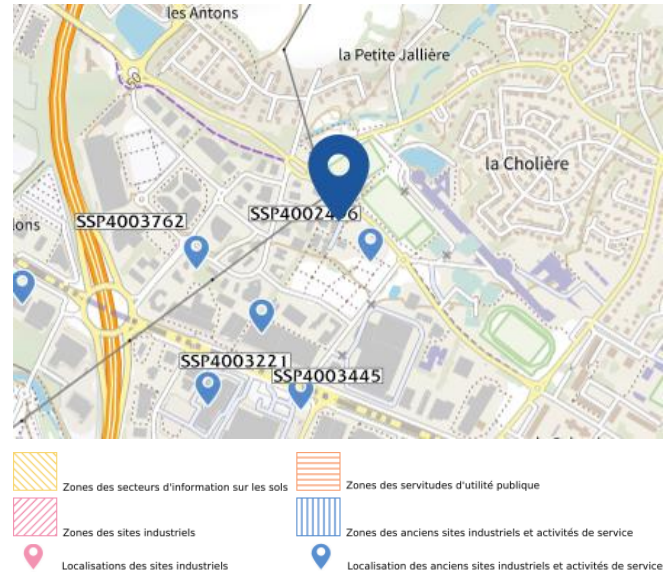 les Antons
la Petite Jallière
la Cholière
SSP4002496
SSP4003762
SSP4003221
SSP4003445
Zones des secteurs d'information sur les sols
Zones des servitudes d'utilité publique
Zones des sites industriels
Zones des anciens sites industriels et activités de service
Localisations des sites industriels
Localisation des anciens sites industriels et activités de service